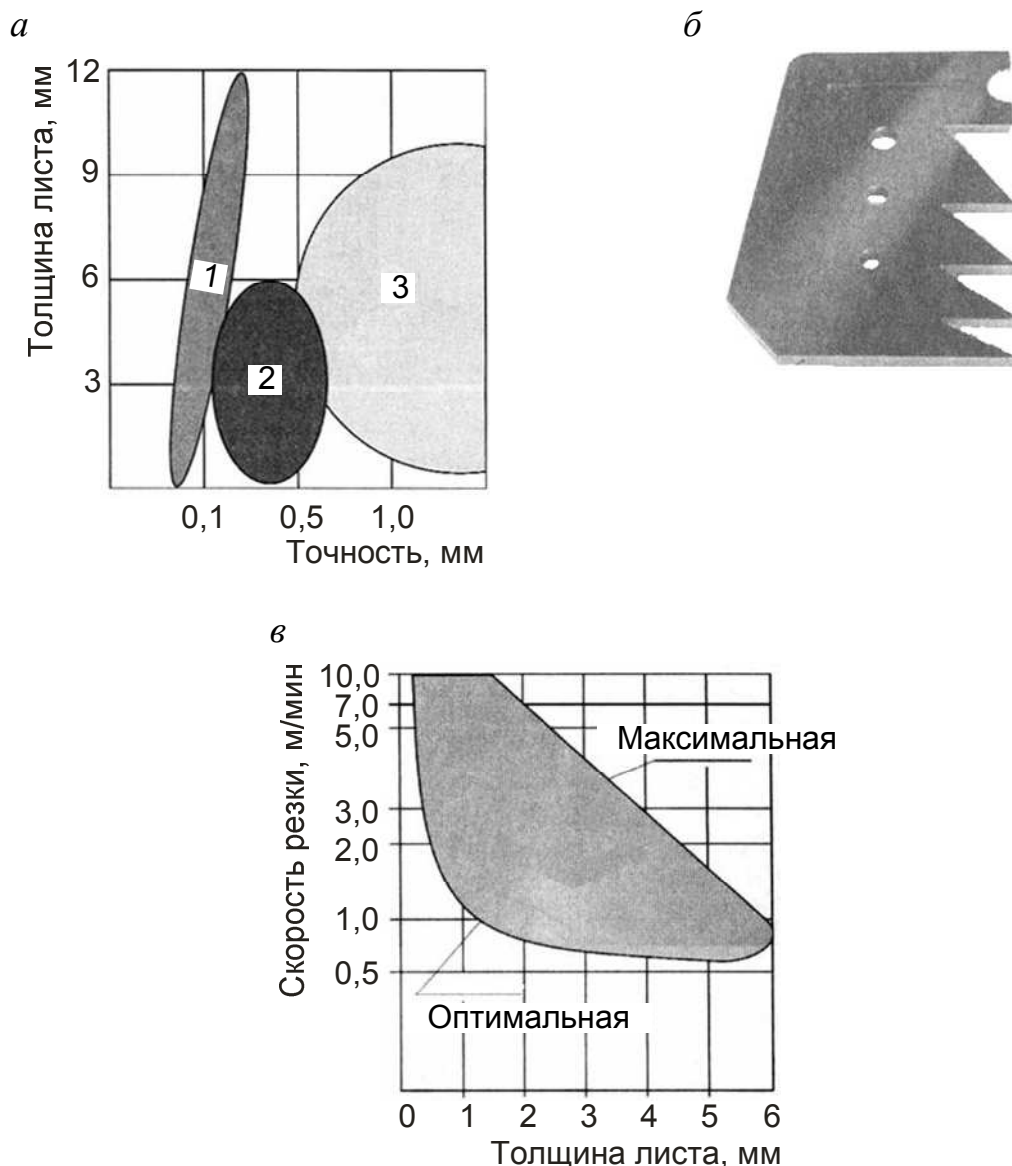 а
б
Толщина листа, мм
12
9
6
3
1
2
3
0,1 0,5 1,0
Точность, мм
в
Скорость резки, м/мин
10,0
7,0
5,0
3,0
2,0
1,0
0,5
Максимальная
Оптимальная
0 1 2 3 4 5 6
Толщина листа, мм